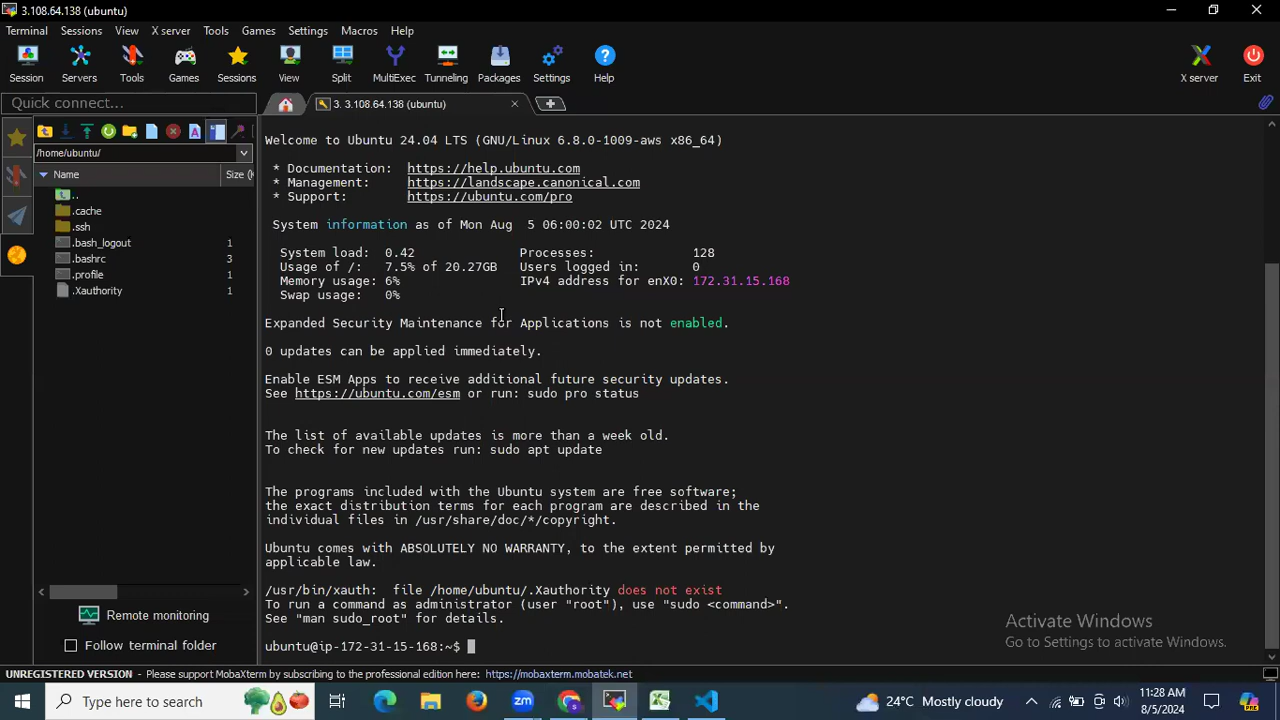 3.108.64.138 (ubuntu)
Terminal Sessions View X server Tools Games Settings Macros Help
Session Servers Tools Games Sessions View Split MultiExec Tunneling Packages Settings Help X server Exit
Quick connect...
3. 3.108.64.138 (ubuntu)
/home/ubuntu/
Name Size (K
..
.cache
.ssh
.bash_logout 1
.bashrc 3
.profile 1
.Xauthority 1
Remote monitoring
Follow terminal folder
Welcome to Ubuntu 24.04 LTS (GNU/Linux 6.8.0-1009-aws x86_64)
* Documentation: https://help.ubuntu.com
* Management: https://landscape.canonical.com
* Support: https://ubuntu.com/pro
System information as of Mon Aug 5 06:00:02 UTC 2024
System load: 0.42 Processes: 128
Usage of /: 7.5% of 20.27GB Users logged in: 0
Memory usage: 6% IPv4 address for enX0: 172.31.15.168
Swap usage: 0%
Expanded Security Maintenance for Applications is not enabled.
0 updates can be applied immediately.
Enable ESM Apps to receive additional future security updates.
See https://ubuntu.com/esm or run: sudo pro status
The list of available updates is more than a week old.
To check for new updates run: sudo apt update
The programs included with the Ubuntu system are free software;
the exact distribution terms for each program are described in the
individual files in /usr/share/doc/*/copyright.
Ubuntu comes with ABSOLUTELY NO WARRANTY, to the extent permitted by
applicable law.
/usr/bin/xauth: file /home/ubuntu/.Xauthority does not exist
To run a command as administrator (user "root"), use "sudo <command>".
See "man sudo_root" for details.
ubuntu@ip-172-31-15-168:~$
Activate Windows
Go to Settings to activate Windows.
UNREGISTERED VERSION - Please support MobaXterm by subscribing to the professional edition here: https://mobaxterm.mobatek.net
Type here to search
zm
24°C Mostly cloudy
11:28 AM
8/5/2024